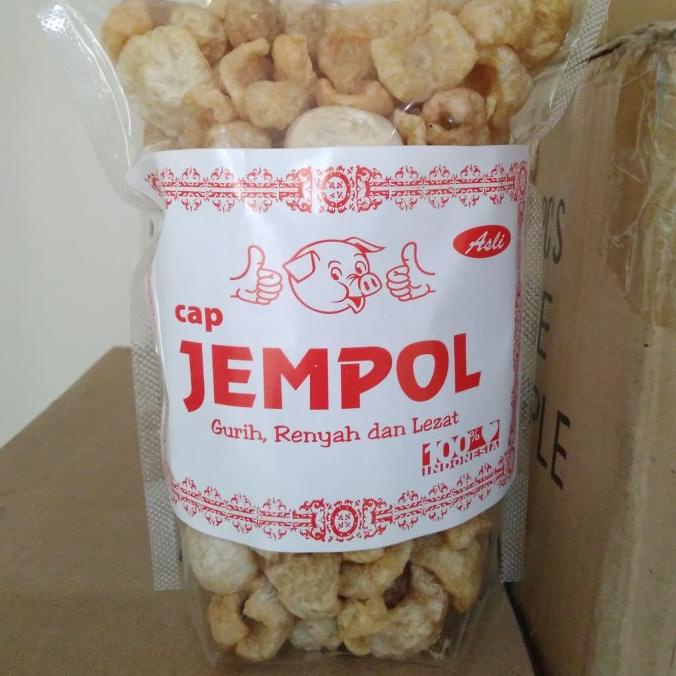 Asli
cap
JEMPOL
Gurih, Renyah dan Lezat
100%
INDONESIA